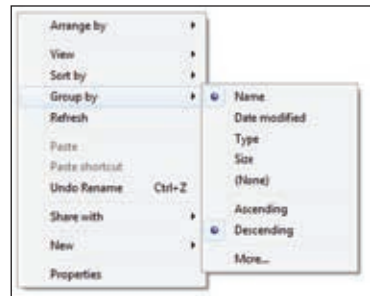 Arrange by
View
Sort by
Group by
Refresh
Paste
Paste shortcut
Undo Rename Ctrl+Z
Share with
New
Properties
Name
Date modified
Type
Size
(None)
Ascending
Descending
More...